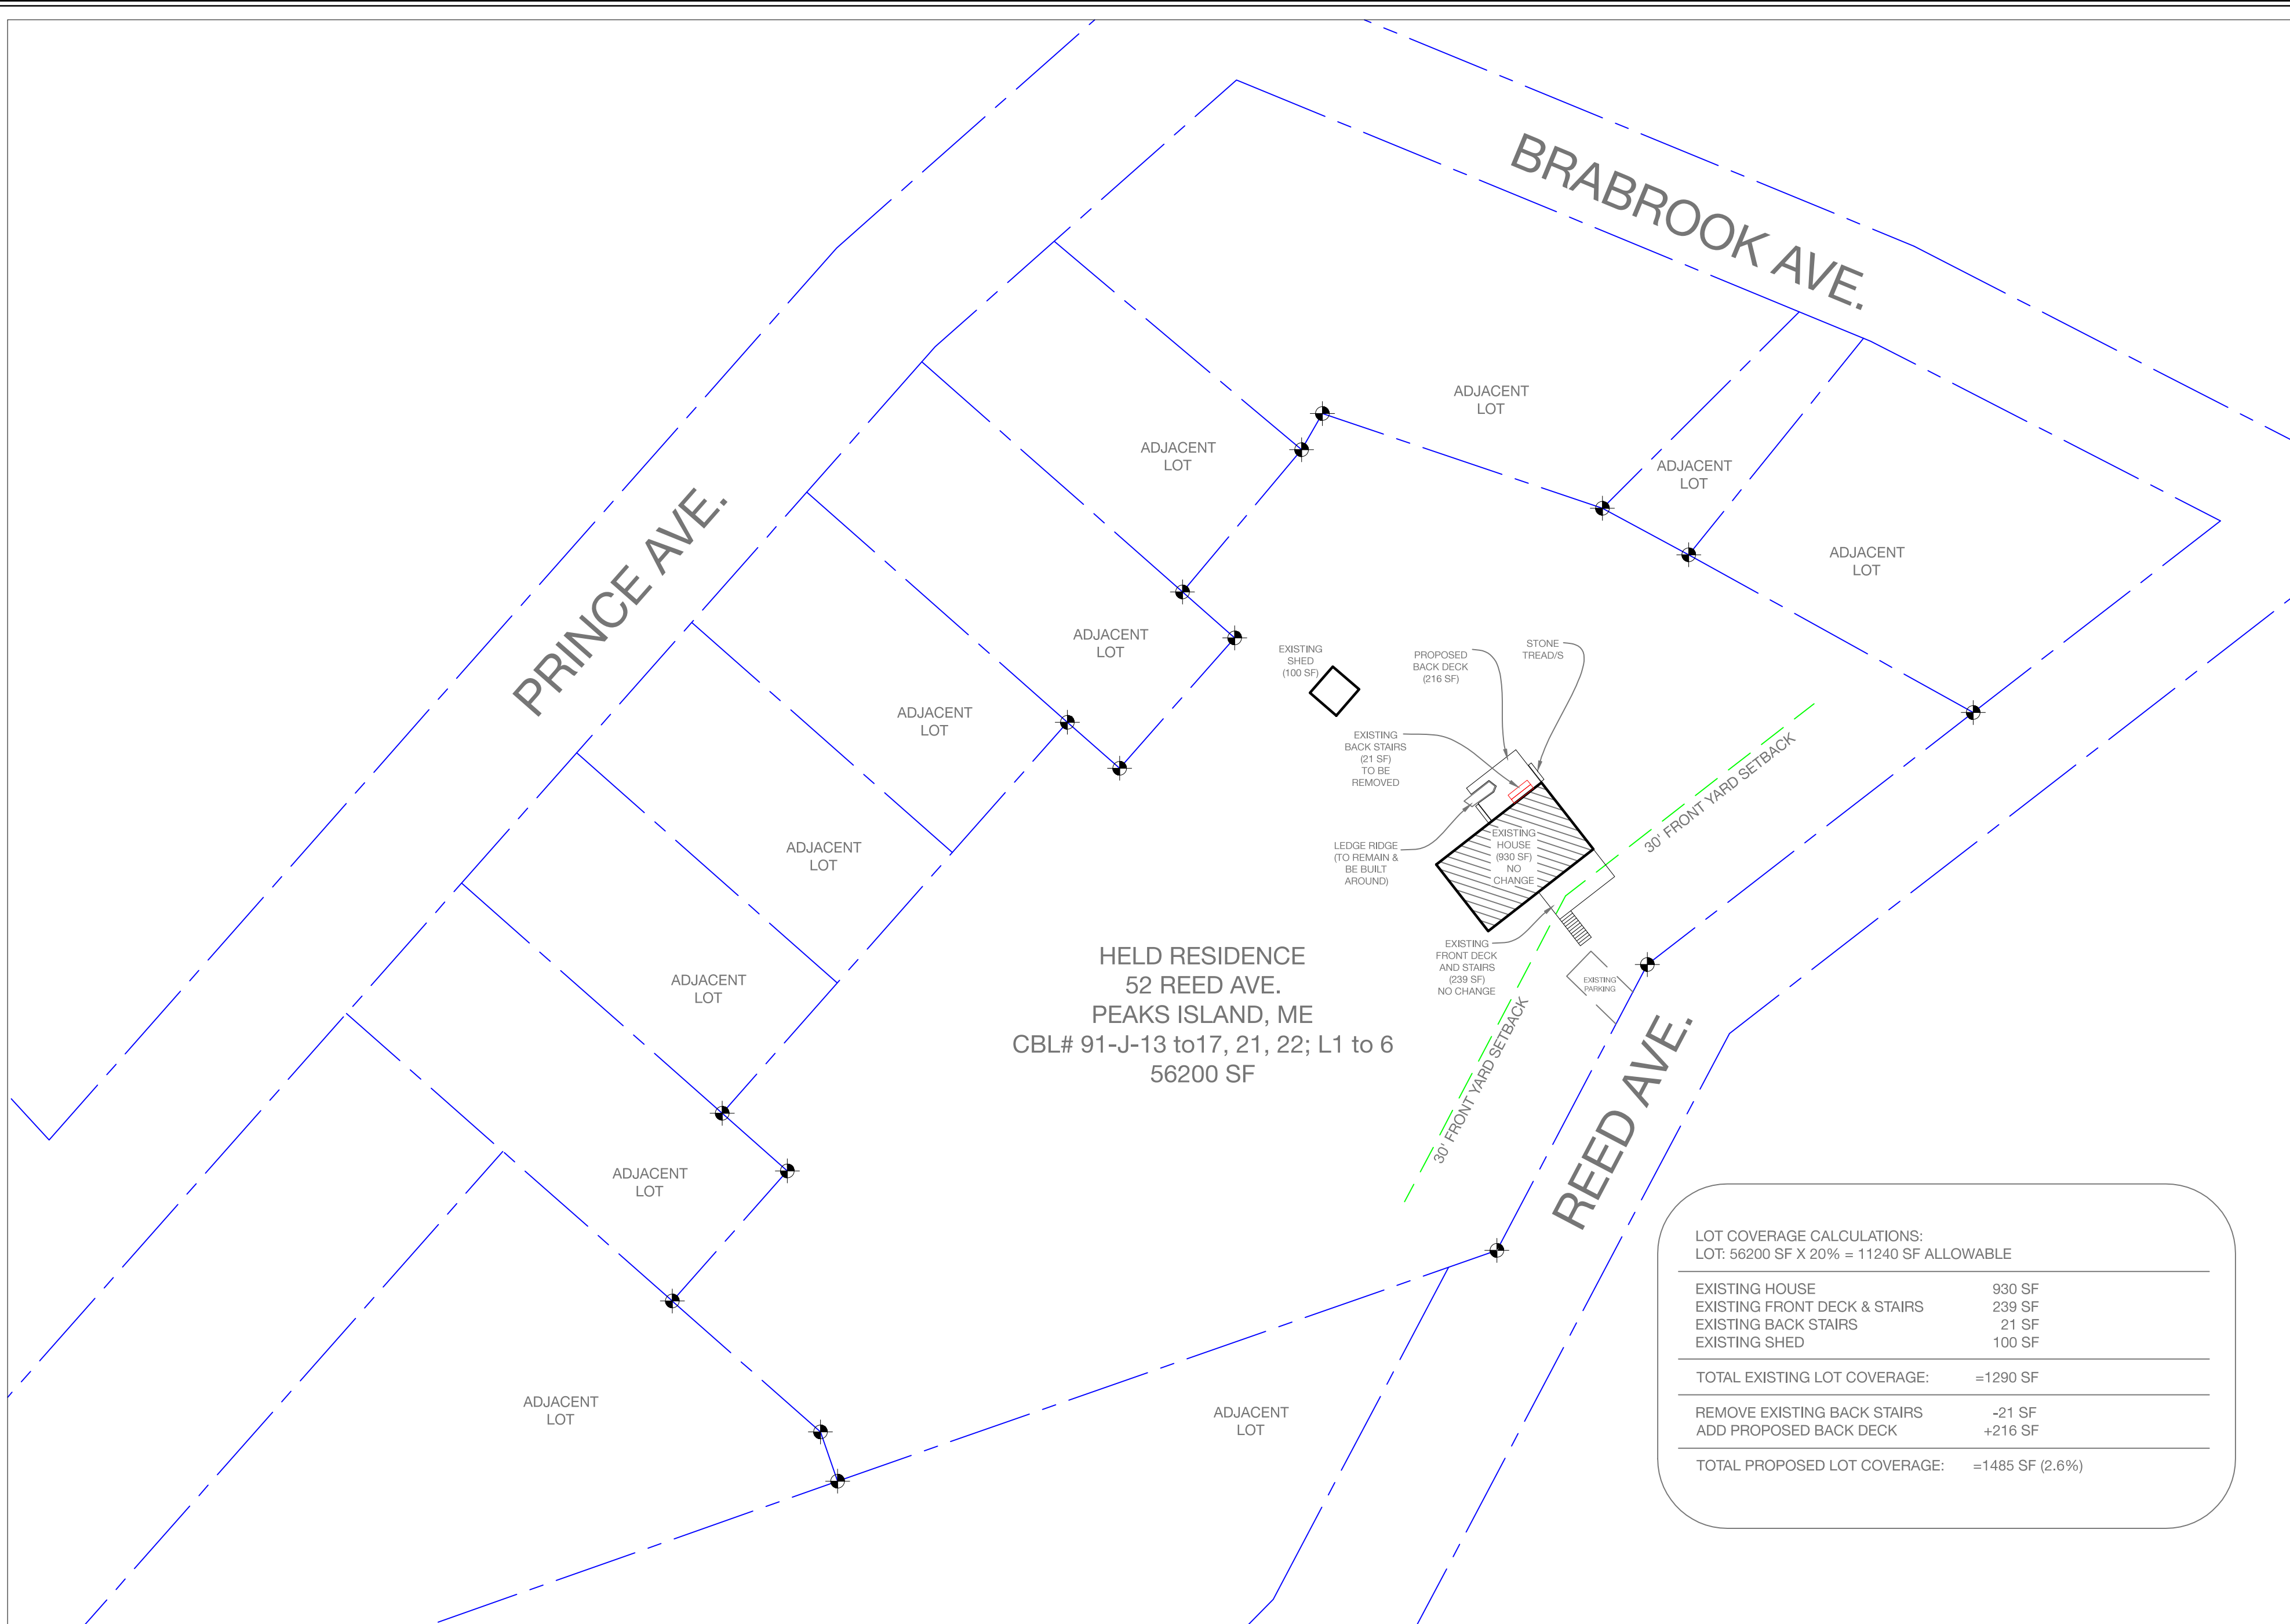 BRABROOK AVE.
PRINCE AVE.
ADJACENT
LOT
ADJACENT
LOT
ADJACENT
LOT
ADJACENT
LOT
ADJACENT
LOT
ADJACENT
LOT
ADJACENT
LOT
ADJACENT
LOT
ADJACENT
LOT
ADJACENT
LOT
ADJACENT
LOT
ADJACENT
LOT
EXISTING
SHED
(100 SF)
PROPOSED
BACK DECK
(216 SF)
STONE
TREAD/S
EXISTING
BACK STAIRS
(21 SF)
TO BE
REMOVED
LEDGE RIDGE
(TO REMAIN &
BE BUILT
AROUND)
EXISTING
HOUSE
(930 SF)
NO
CHANGE
30' FRONT YARD SETBACK
EXISTING
FRONT DECK
AND STAIRS
(239 SF)
NO CHANGE
EXISTING
PARKING
30' FRONT YARD SETBACK
HELD RESIDENCE
52 REED AVE.
PEAKS ISLAND, ME
CBL# 91-J-13 to17, 21, 22; L1 to 6
56200 SF
REED AVE.
LOT COVERAGE CALCULATIONS:
LOT: 56200 SF X 20% = 11240 SF ALLOWABLE
EXISTING HOUSE 930 SF
EXISTING FRONT DECK & STAIRS 239 SF
EXISTING BACK STAIRS 21 SF
EXISTING SHED 100 SF
TOTAL EXISTING LOT COVERAGE: =1290 SF
REMOVE EXISTING BACK STAIRS -21 SF
ADD PROPOSED BACK DECK +216 SF
TOTAL PROPOSED LOT COVERAGE: =1485 SF (2.6%)